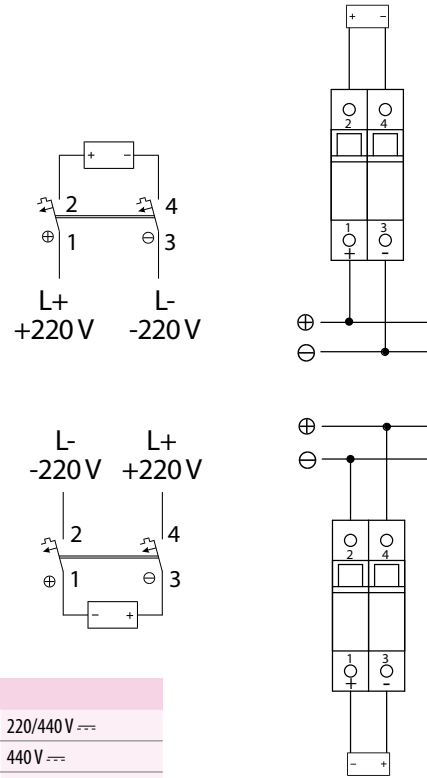 + -
2 4
1 3
+ -
⊕
⊖
+ -
2 4
⊕ 1 ⊖ 3
L+ L-
+220 V -220 V
L- L+
-220 V +220 V
2 4
⊕ 1 ⊖ 3
- +
⊕
⊖
2 4
1 3
+ -
- +
220/440 V ⎓
440 V ⎓